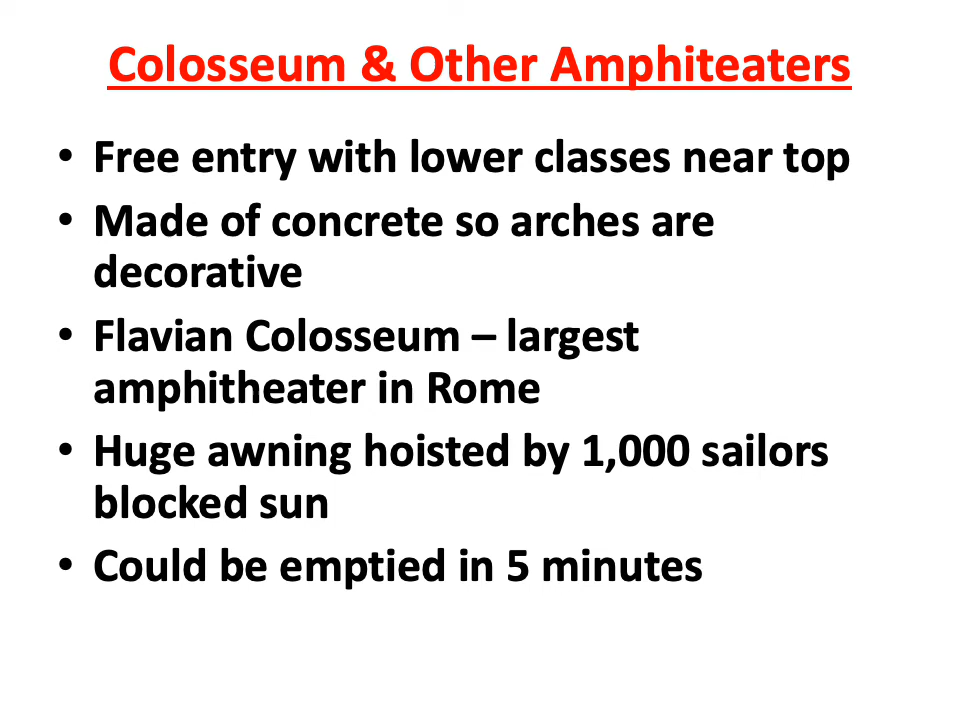 Colosseum & Other Amphiteaters
• Free entry with lower classes near top
• Made of concrete so arches are
decorative
• Flavian Colosseum – largest
amphitheater in Rome
• Huge awning hoisted by 1,000 sailors
blocked sun
• Could be emptied in 5 minutes